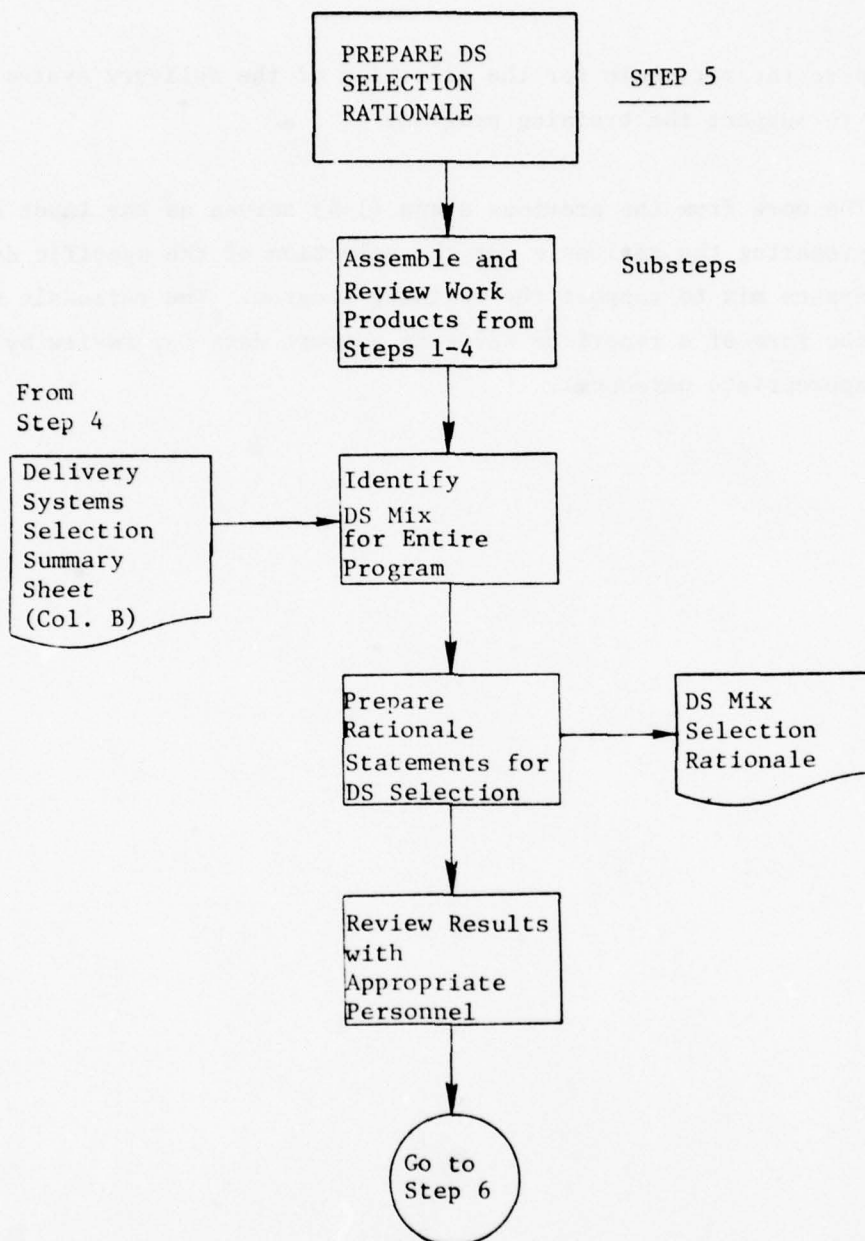 PREPARE DS
SELECTION
RATIONALE
STEP 5
Assemble and
Review Work
Products from
Steps 1-4
Substeps
From
Step 4
Delivery
Systems
Selection
Summary
Sheet
(Col. B)
Identify
DS Mix
for Entire
Program
Prepare
Rationale
Statements for
DS Selection
DS Mix
Selection
Rationale
Review Results
with
Appropriate
Personnel
Go to
Step 6